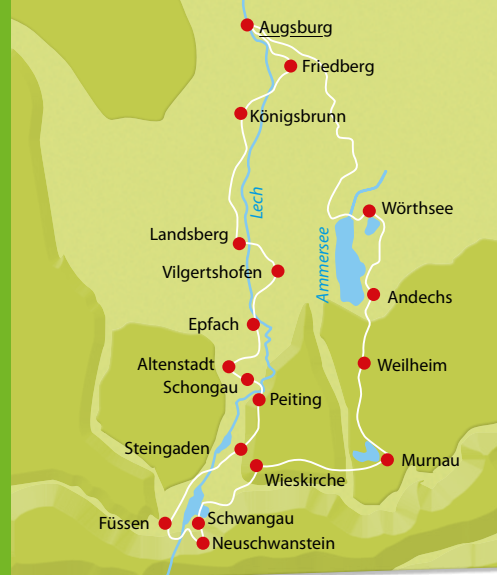 Augsburg
Friedberg
Königsbrunn
Lech
Wörthsee
Landsberg
Ammersee
Vilgertshofen
Andechs
Epfach
Altenstadt
Weilheim
Schongau
Peiting
Steingaden
Murnau
Wieskirche
Füssen
Schwangau
Neuschwanstein